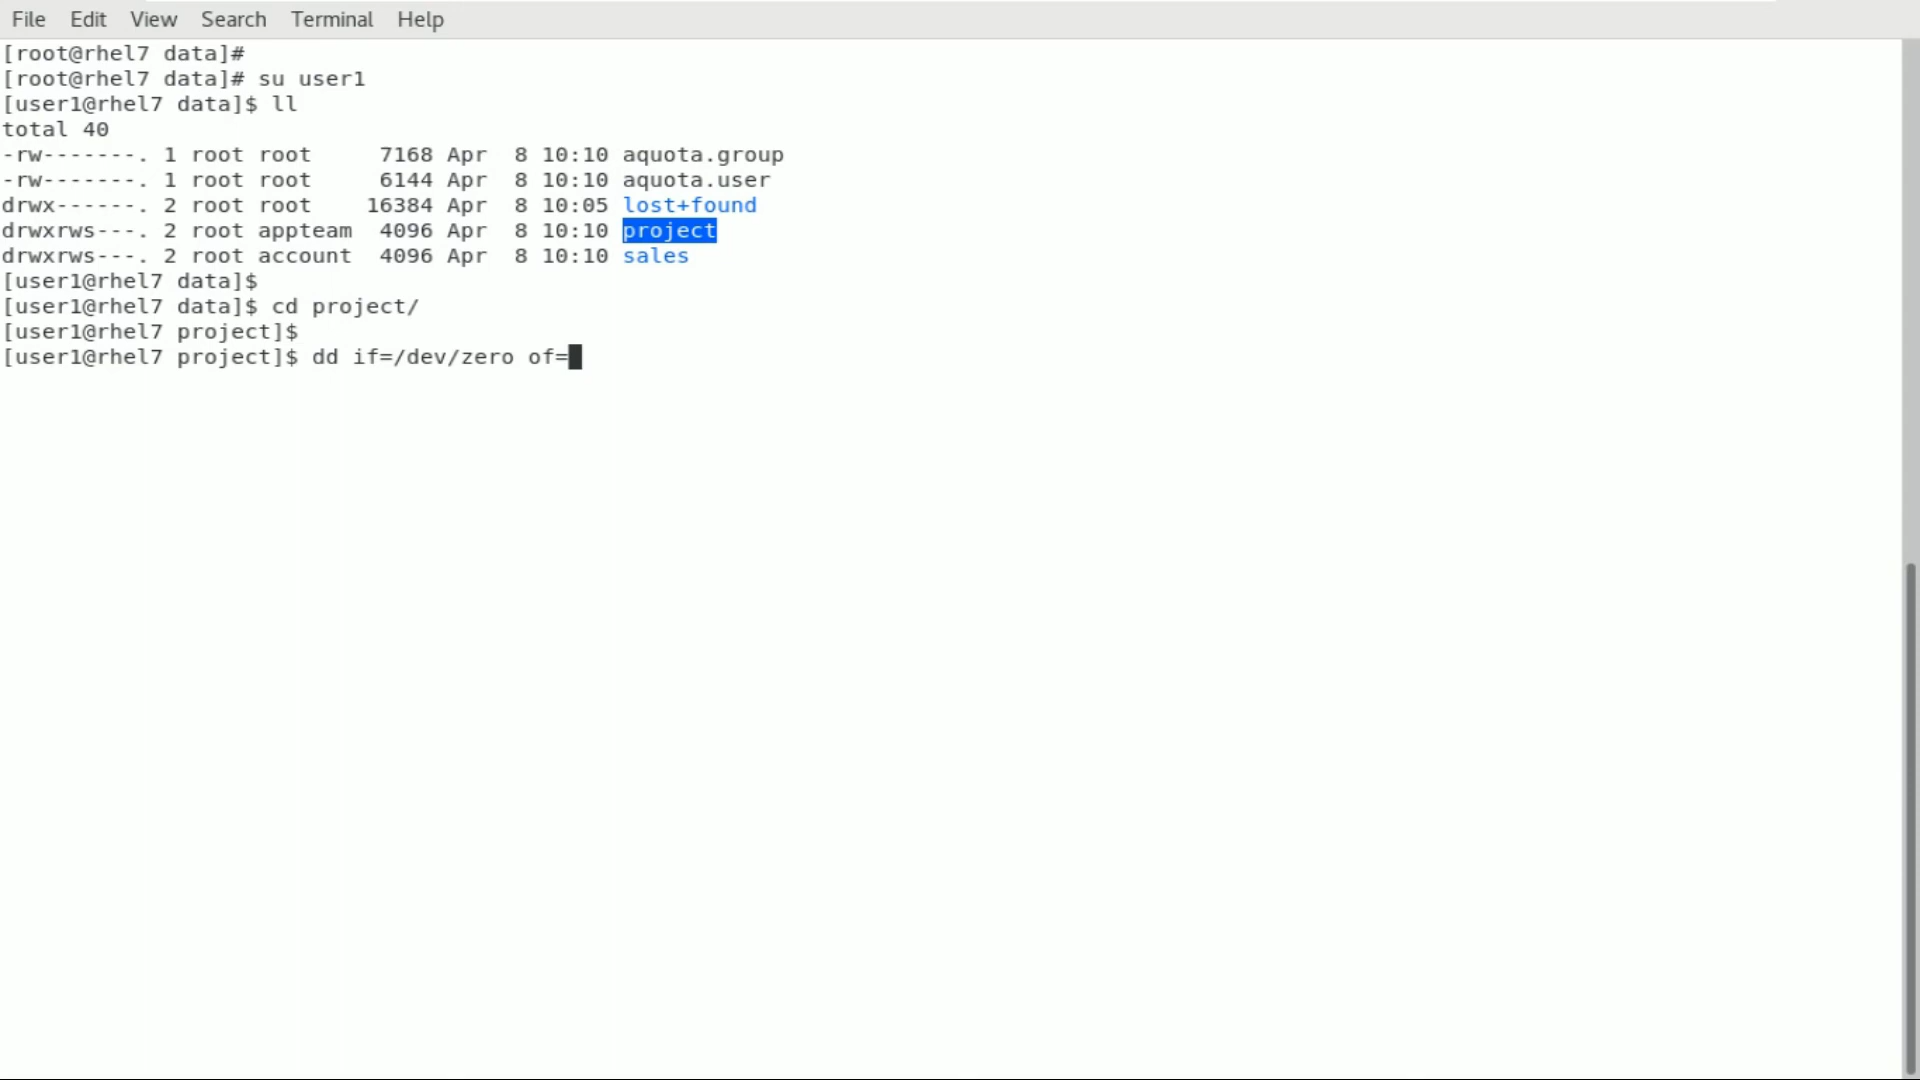 File Edit View Search Terminal Help
[root@rhel7 data]#
[root@rhel7 data]# su user1
[user1@rhel7 data]$ ll
total 40
-rw-------. 1 root root     7168 Apr  8 10:10 aquota.group
-rw-------. 1 root root     6144 Apr  8 10:10 aquota.user
drwx------. 2 root root    16384 Apr  8 10:05 lost+found
drwxrws---. 2 root appteam  4096 Apr  8 10:10 project
drwxrws---. 2 root account  4096 Apr  8 10:10 sales
[user1@rhel7 data]$
[user1@rhel7 data]$ cd project/
[user1@rhel7 project]$
[user1@rhel7 project]$ dd if=/dev/zero of=